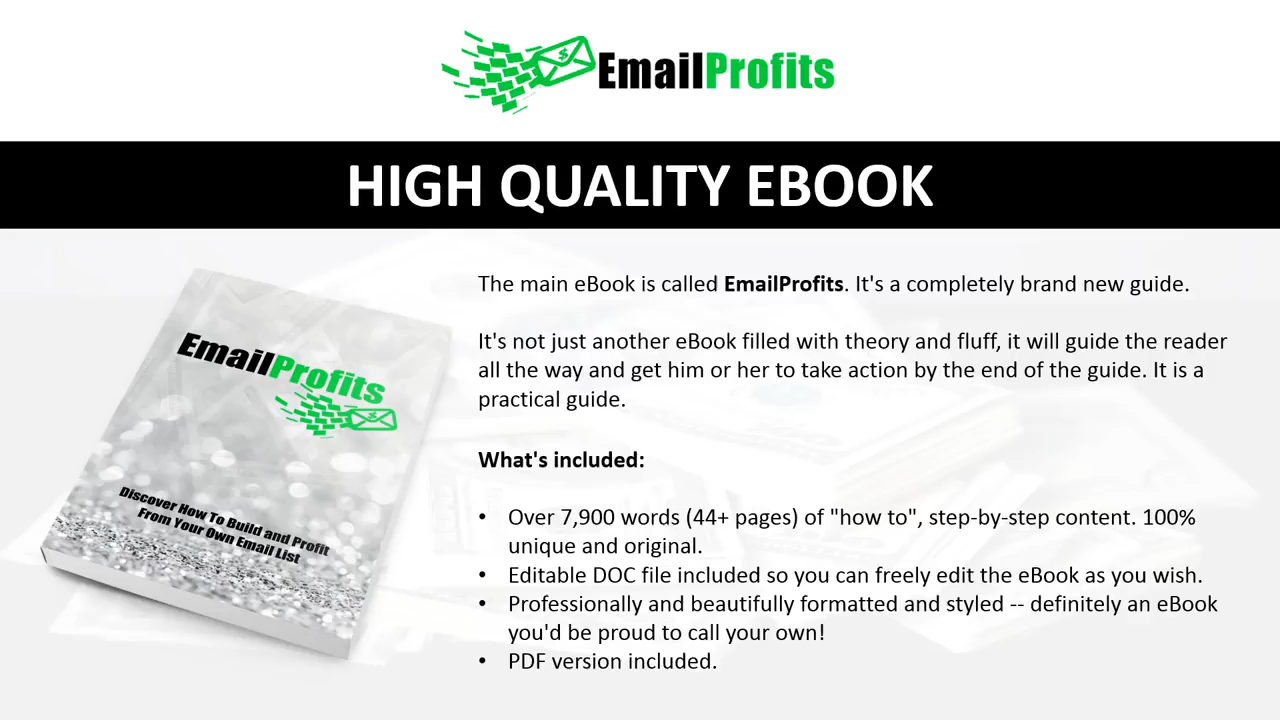 EmailProfits
HIGH QUALITY EBOOK
EmailProfits
Discover How To Build and Profit
From Your Own Email List
The main eBook is called EmailProfits. It's a completely brand new guide.
It's not just another eBook filled with theory and fluff, it will guide the reader
all the way and get him or her to take action by the end of the guide. It is a
practical guide.
What's included:
• Over 7,900 words (44+ pages) of "how to", step-by-step content. 100%
unique and original.
• Editable DOC file included so you can freely edit the eBook as you wish.
• Professionally and beautifully formatted and styled -- definitely an eBook
you'd be proud to call your own!
• PDF version included.